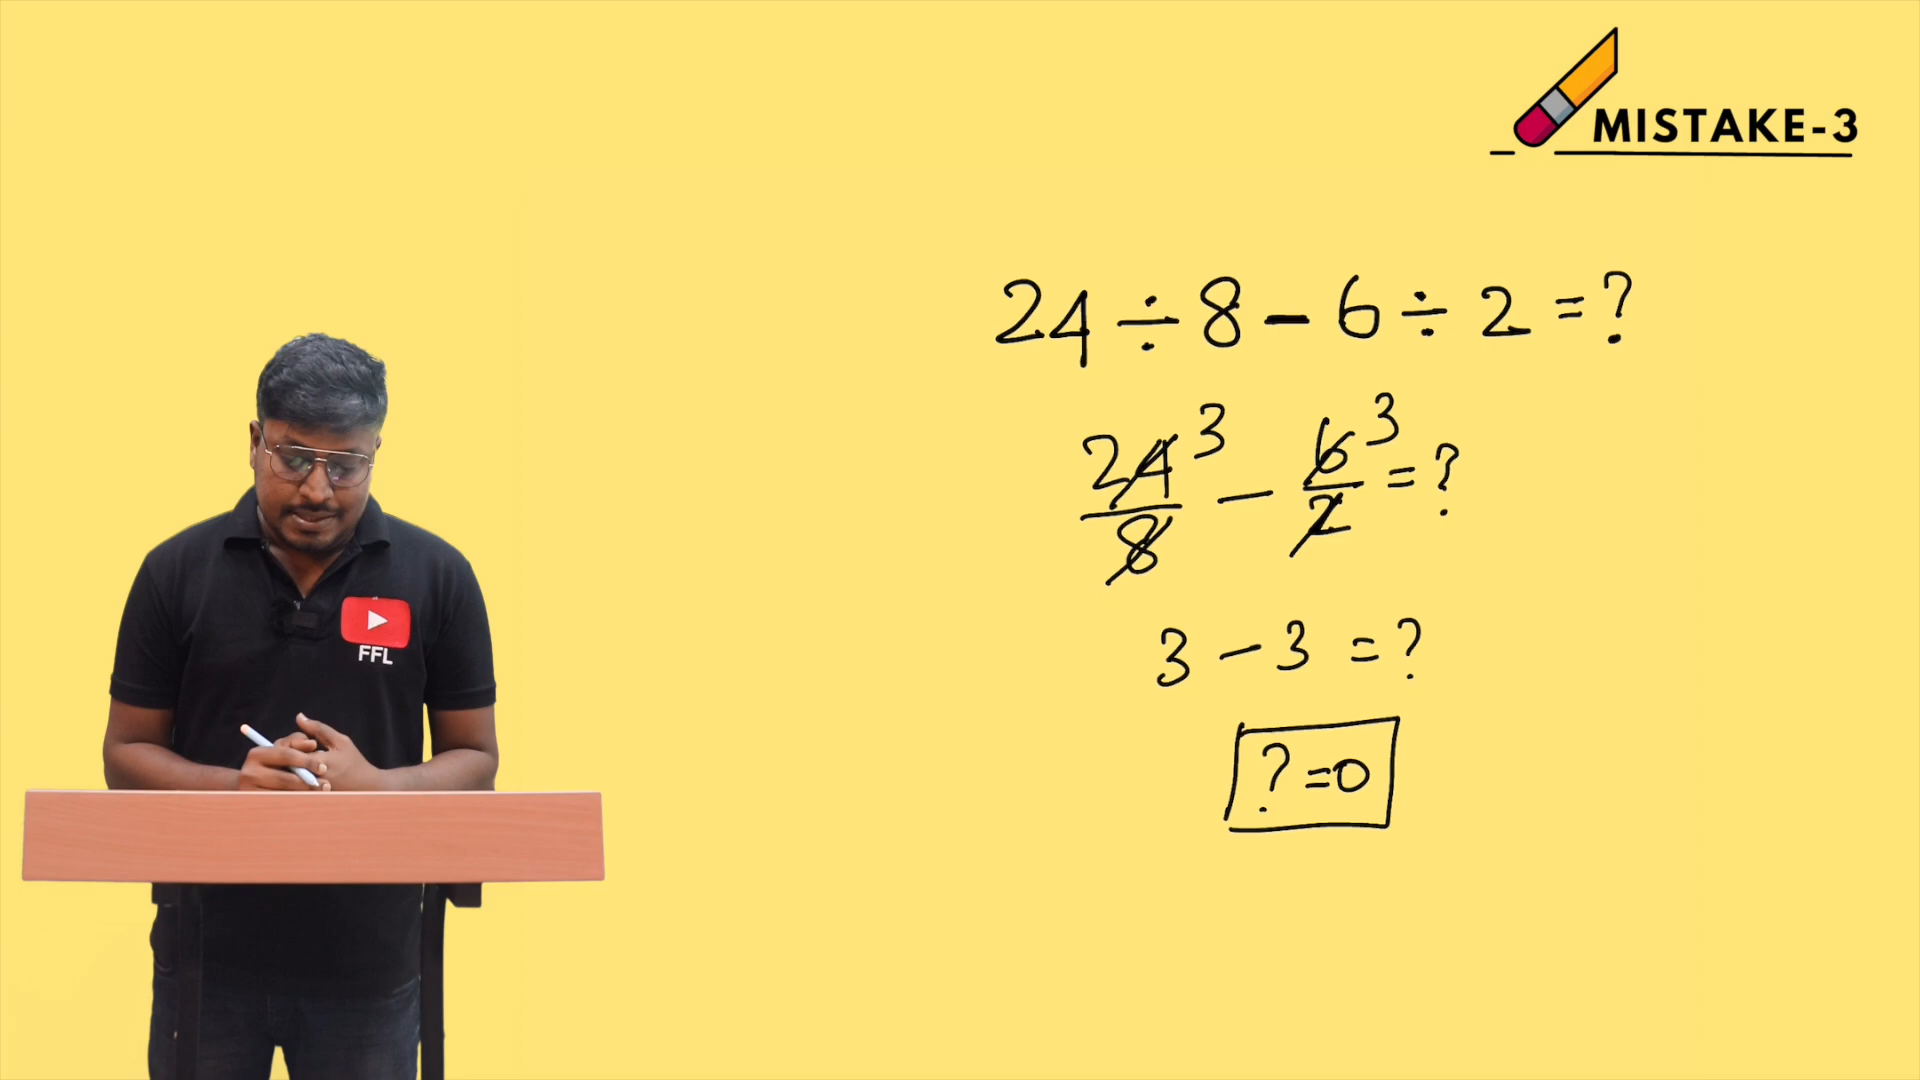 MISTAKE-3
24 ÷ 8 - 6 ÷ 2 = ?
24/8 3 - 6/2 3 = ?
3 - 3 = ?
? = 0
FFL